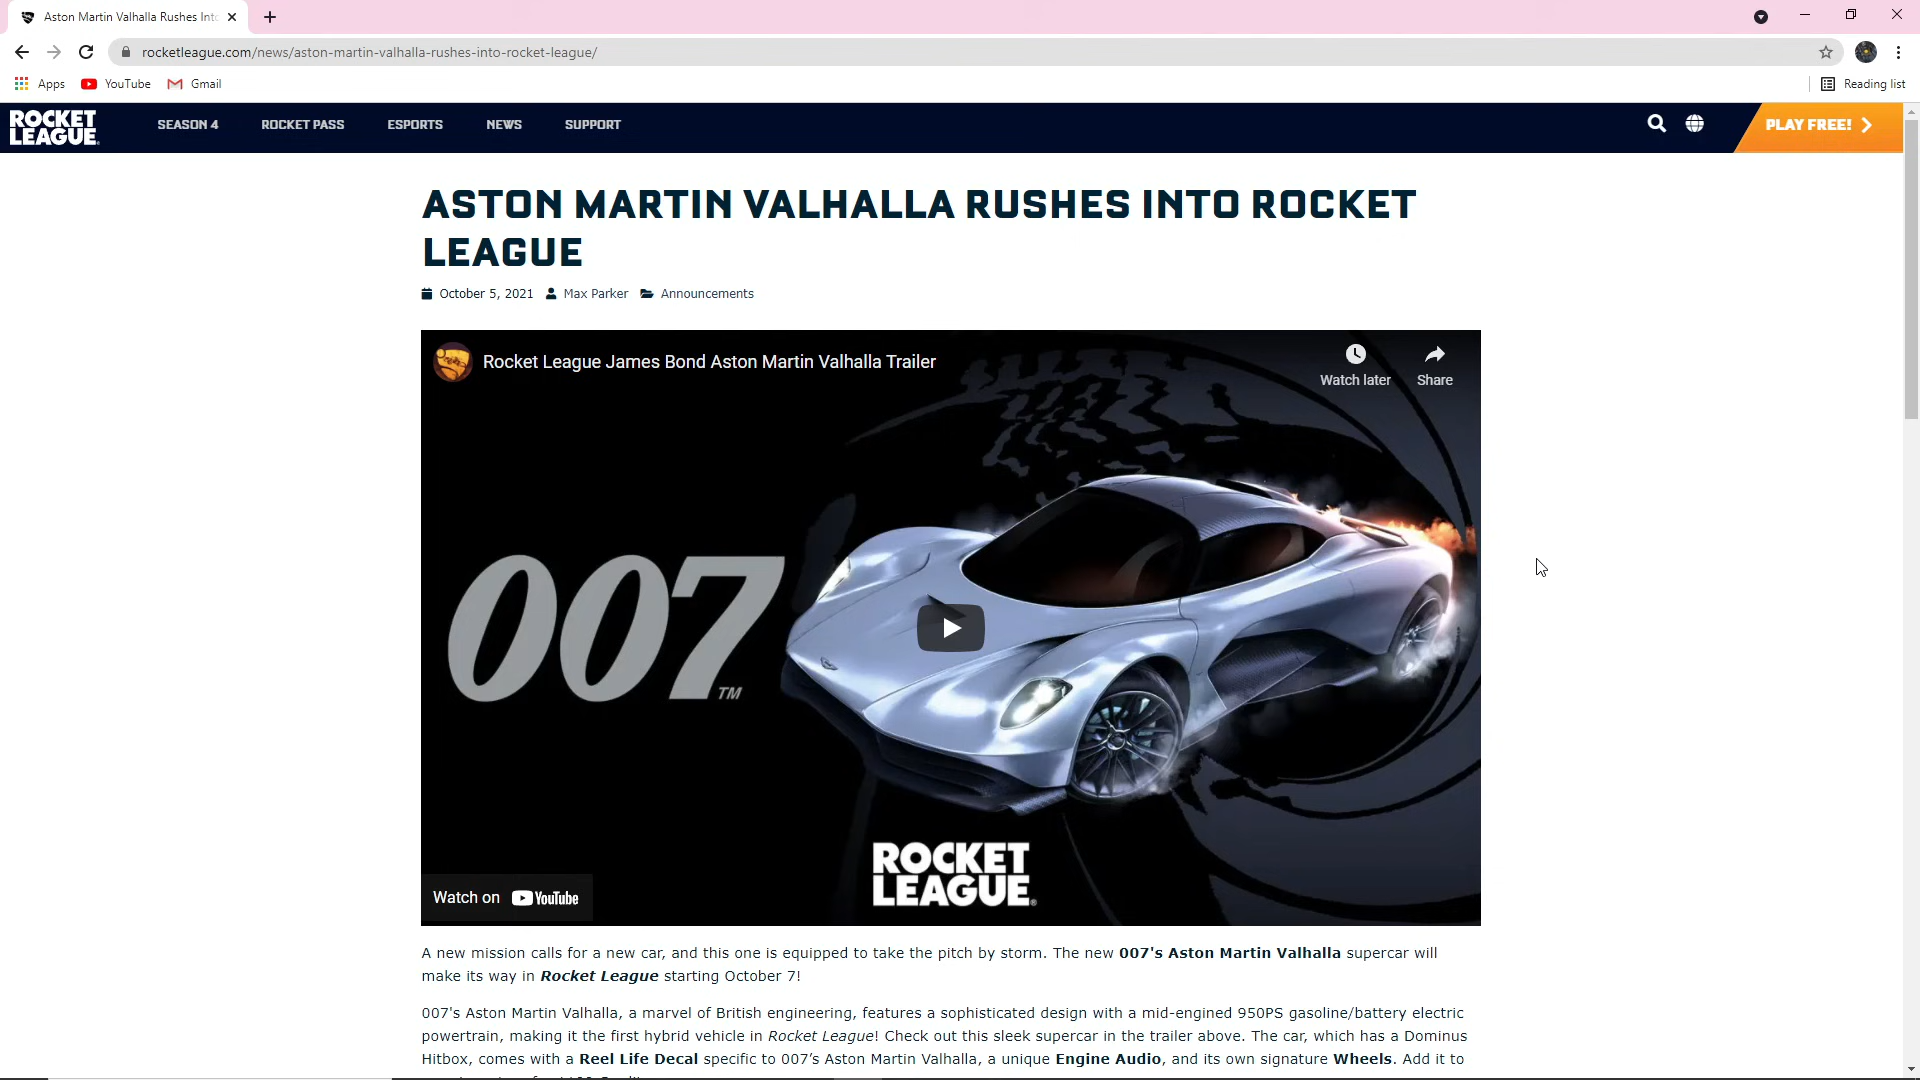 Aston Martin Valhalla Rushes Into
rocketleague.com/news/aston-martin-valhalla-rushes-into-rocket-league/
Apps YouTube Gmail Reading list
ROCKET LEAGUE SEASON 4 ROCKET PASS ESPORTS NEWS SUPPORT PLAY FREE!
ASTON MARTIN VALHALLA RUSHES INTO ROCKET
LEAGUE
October 5, 2021 Max Parker Announcements
Rocket League James Bond Aston Martin Valhalla Trailer
Watch later Share
007 TM
ROCKET
LEAGUE®
Watch on YouTube
A new mission calls for a new car, and this one is equipped to take the pitch by storm. The new 007's Aston Martin Valhalla supercar will
make its way in Rocket League starting October 7!
007's Aston Martin Valhalla, a marvel of British engineering, features a sophisticated design with a mid-engined 950PS gasoline/battery electric
powertrain, making it the first hybrid vehicle in Rocket League! Check out this sleek supercar in the trailer above. The car, which has a Dominus
Hitbox, comes with a Reel Life Decal specific to 007’s Aston Martin Valhalla, a unique Engine Audio, and its own signature Wheels. Add it to